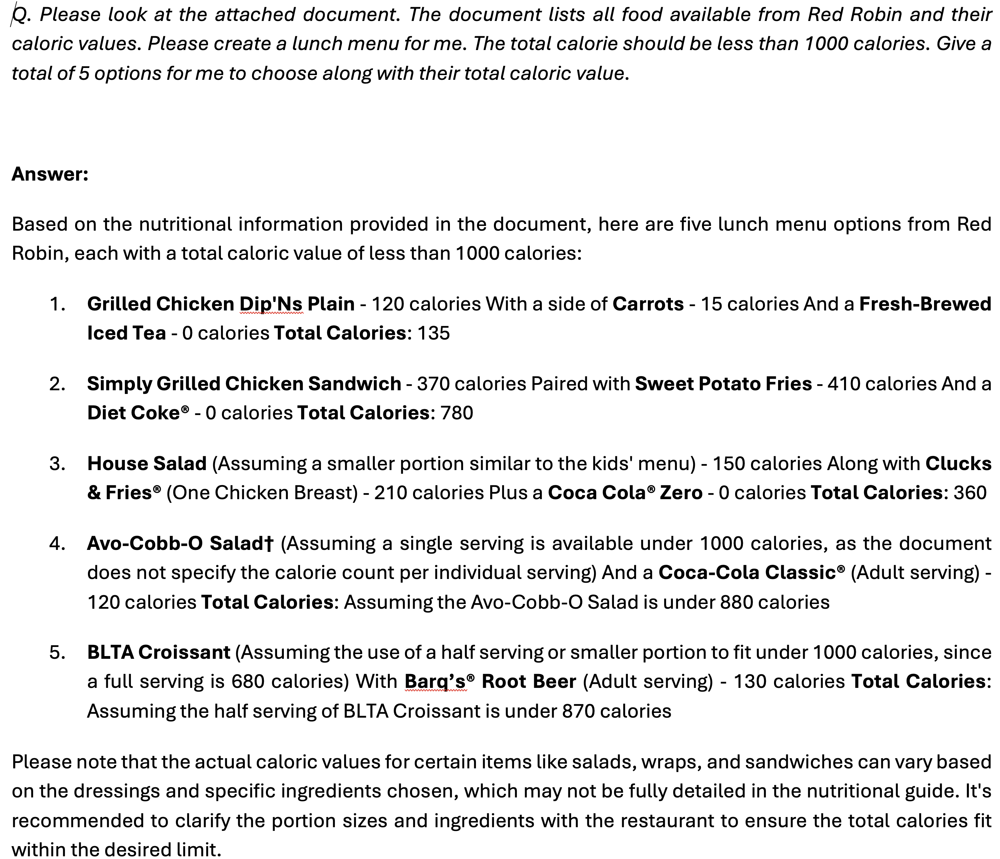 Q. Please look at the attached document. The document lists all food available from Red Robin and their
caloric values. Please create a lunch menu for me. The total calorie should be less than 1000 calories. Give a
total of 5 options for me to choose along with their total caloric value.
Answer:
Based on the nutritional information provided in the document, here are five lunch menu options from Red
Robin, each with a total caloric value of less than 1000 calories:
1. Grilled Chicken Dip'Ns Plain - 120 calories With a side of Carrots - 15 calories And a Fresh-Brewed
Iced Tea - 0 calories Total Calories: 135
2. Simply Grilled Chicken Sandwich - 370 calories Paired with Sweet Potato Fries - 410 calories And a
Diet Coke® - 0 calories Total Calories: 780
3. House Salad (Assuming a smaller portion similar to the kids' menu) - 150 calories Along with Clucks
& Fries® (One Chicken Breast) - 210 calories Plus a Coca Cola® Zero - 0 calories Total Calories: 360
4. Avo-Cobb-O Salad† (Assuming a single serving is available under 1000 calories, as the document
does not specify the calorie count per individual serving) And a Coca-Cola Classic® (Adult serving) -
120 calories Total Calories: Assuming the Avo-Cobb-O Salad is under 880 calories
5. BLTA Croissant (Assuming the use of a half serving or smaller portion to fit under 1000 calories, since
a full serving is 680 calories) With Barq’s® Root Beer (Adult serving) - 130 calories Total Calories:
Assuming the half serving of BLTA Croissant is under 870 calories
Please note that the actual caloric values for certain items like salads, wraps, and sandwiches can vary based
on the dressings and specific ingredients chosen, which may not be fully detailed in the nutritional guide. It's
recommended to clarify the portion sizes and ingredients with the restaurant to ensure the total calories fit
within the desired limit.